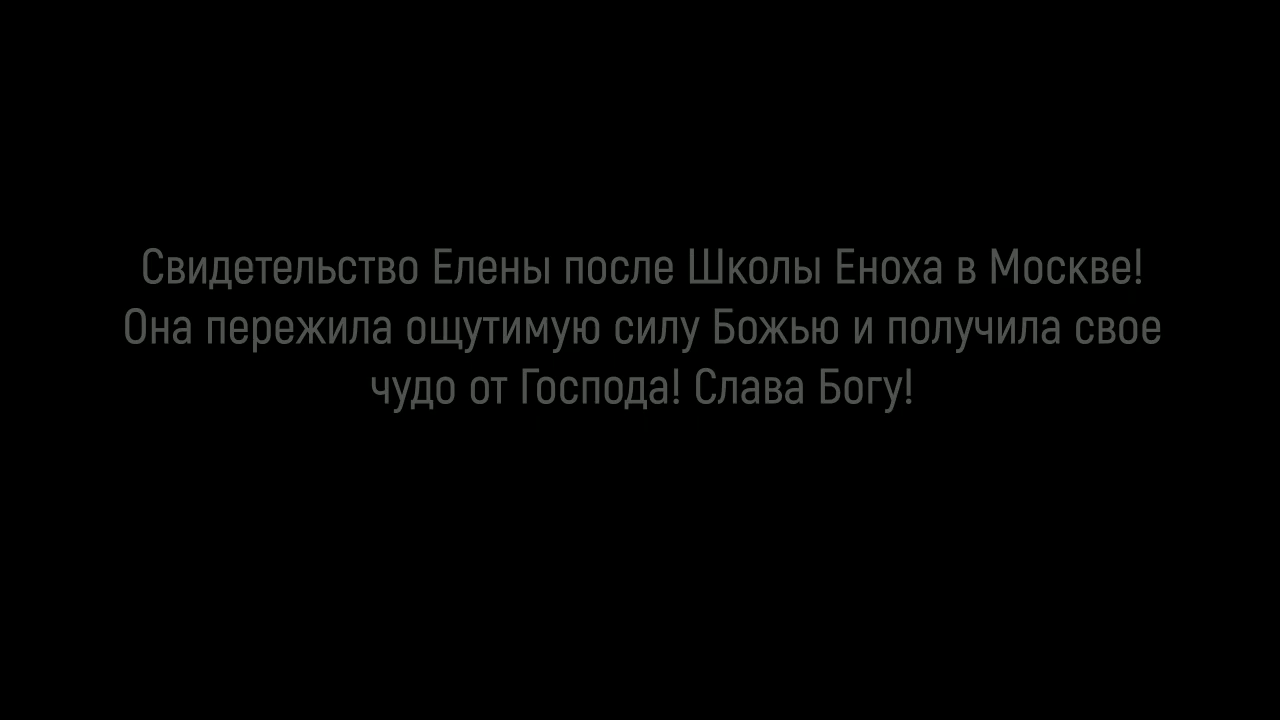 Свидетельство Елены после Школы Еноха в Москве!
Она пережила ощутимую силу Божью и получила свое
чудо от Господа! Слава Богу!